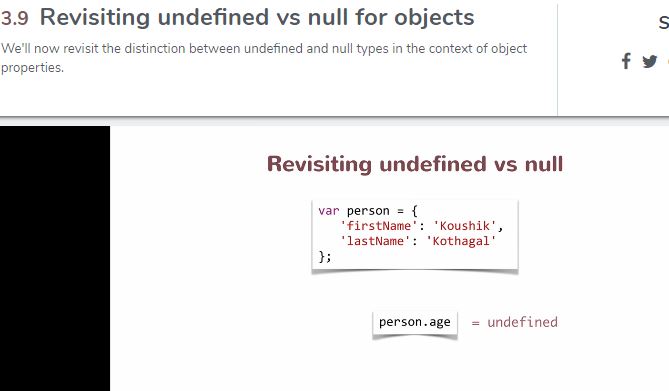 3.9 Revisiting undefined vs null for objects
We'll now revisit the distinction between undefined and null types in the context of object
properties.
S
Revisiting undefined vs null
var person = {
'firstName': 'Koushik',
'lastName': 'Kothagal'
};
person.age = undefined